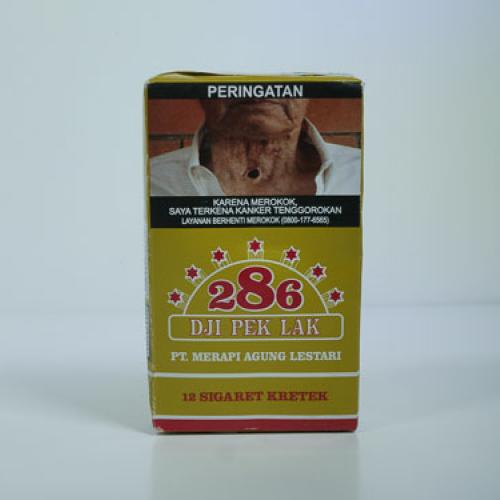 PERINGATAN
KARENA MEROKOK,
SAYA TERKENA KANKER TENGGOROKAN
LAYANAN BERHENTI MEROKOK (0800-177-6565)
286
DJI PEK LAK
PT. MERAPI AGUNG LESTARI
12 SIGARET KRETEK